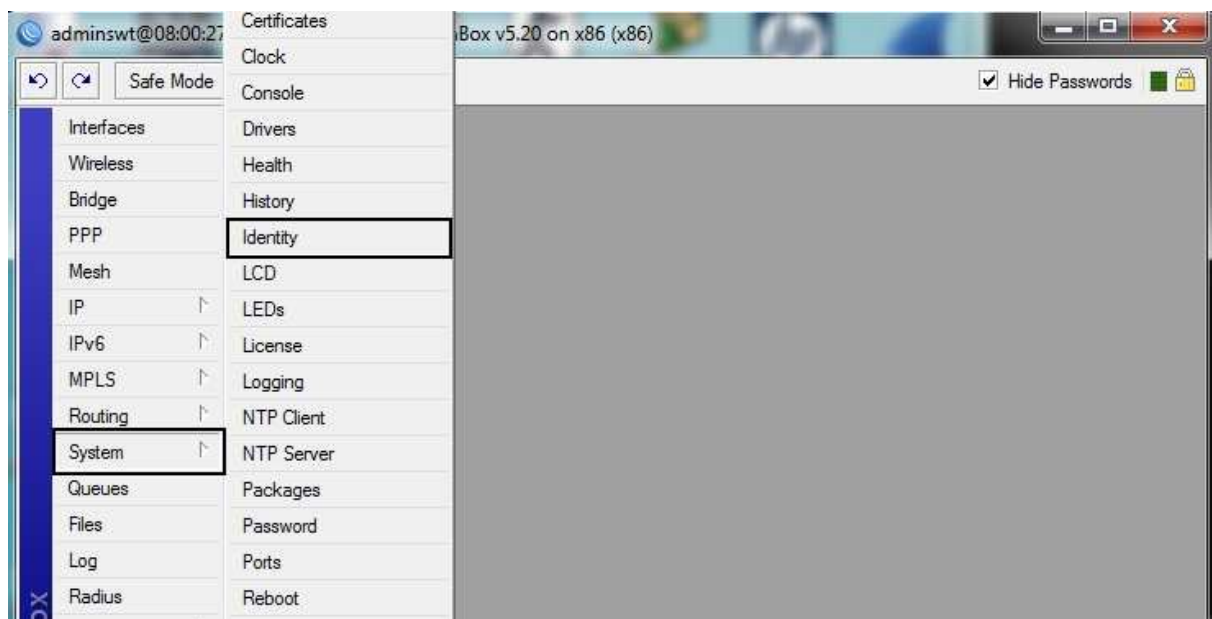 adminswt@08:00:27
Box v5.20 on x86 (x86)
Safe Mode
Hide Passwords
Interfaces
Wireless
Bridge
PPP
Mesh
IP
IPv6
MPLS
Routing
System
Queues
Files
Log
Radius
Certificates
Clock
Console
Drivers
Health
History
Identity
LCD
LEDs
License
Logging
NTP Client
NTP Server
Packages
Password
Ports
Reboot